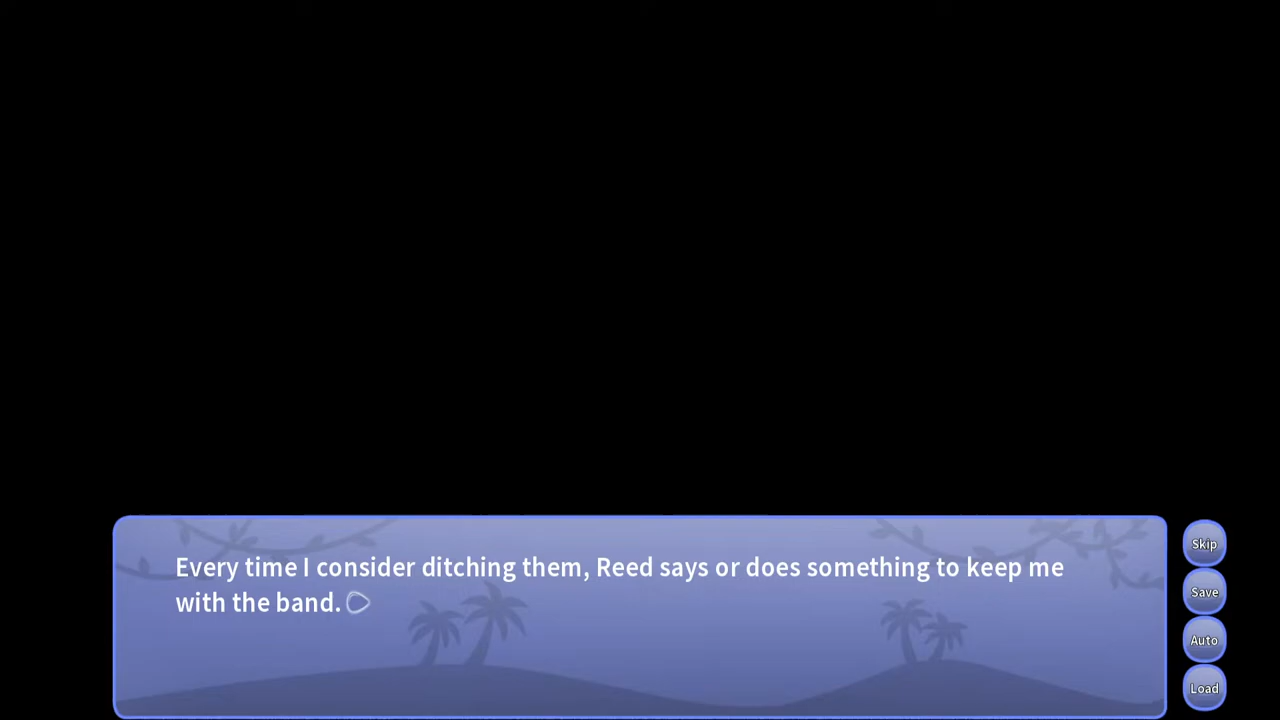 Every time I consider ditching them, Reed says or does something to keep me
with the band.
Skip
Save
Auto
Load